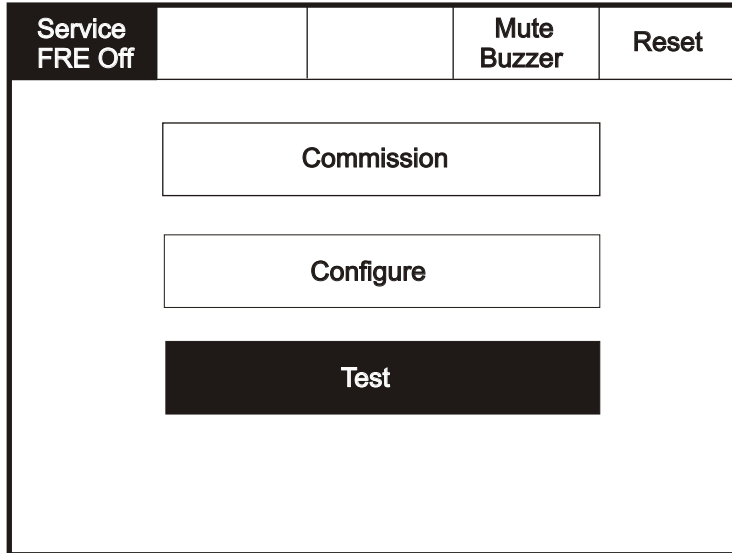 Service
FRE Off
Mute
Buzzer
Reset
Commission
Configure
Test